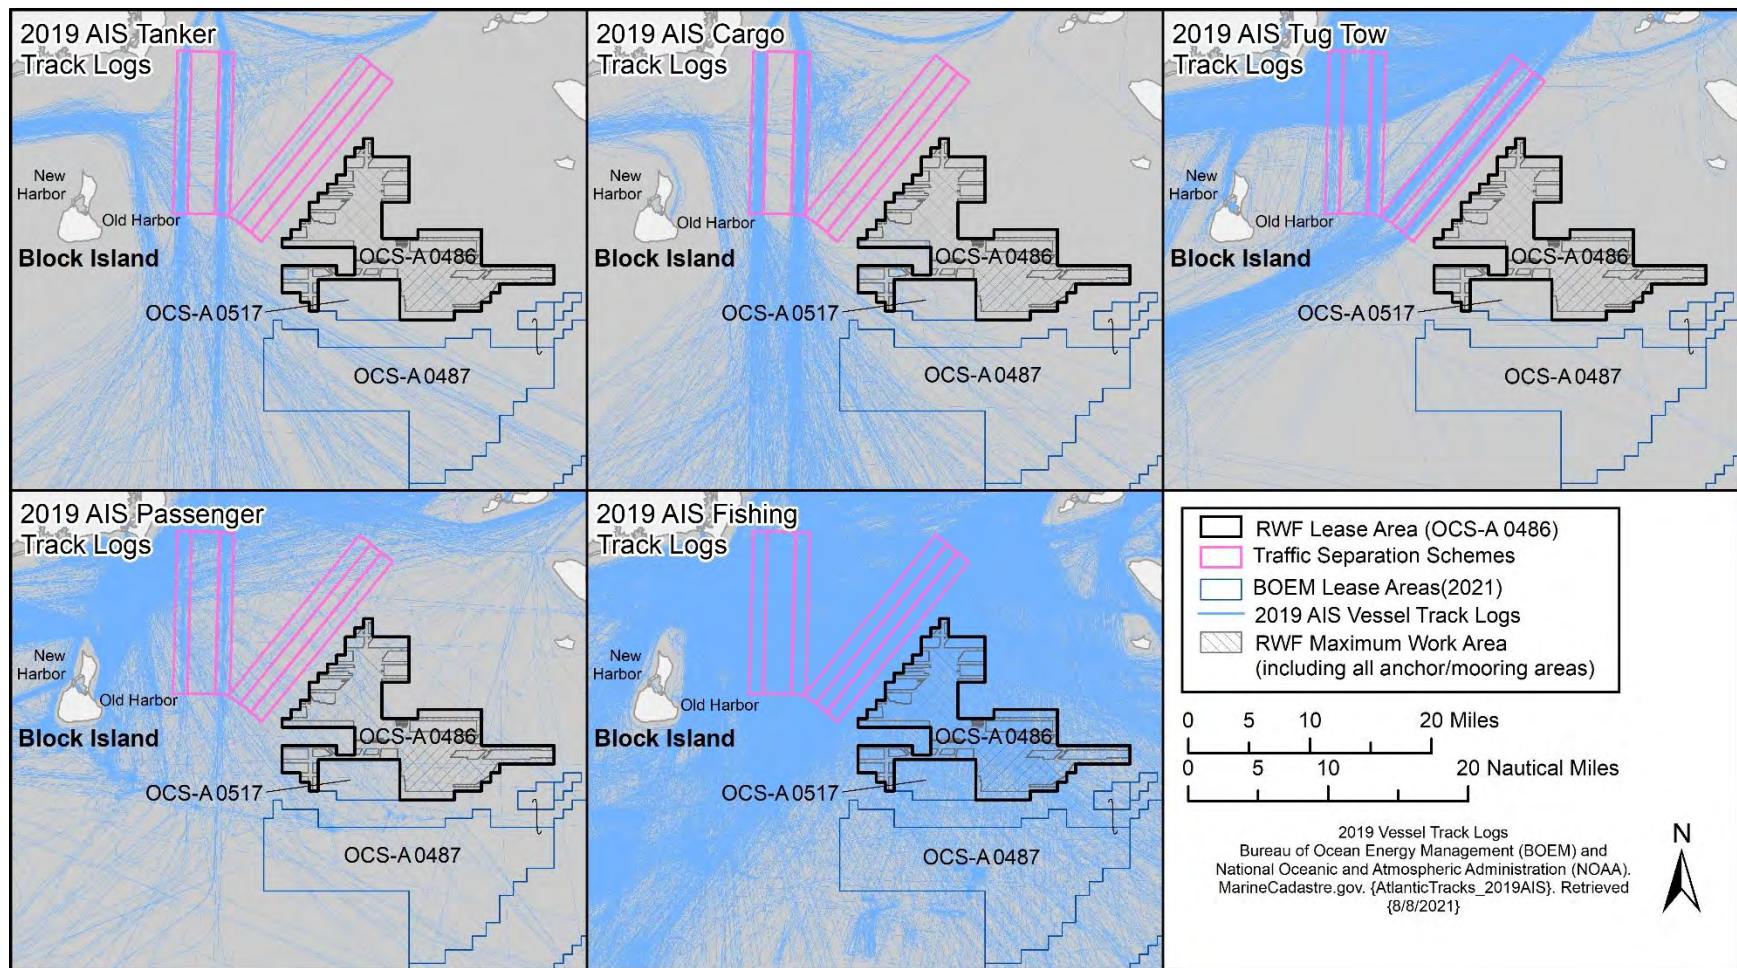 2019 AIS Tanker
Track Logs
New
Harbor
Old Harbor
Block Island
OCS-A 0486
OCS-A 0517
OCS-A 0487
2019 AIS Cargo
Track Logs
New
Harbor
Old Harbor
Block Island
OCS-A 0486
OCS-A 0517
OCS-A 0487
2019 AIS Tug Tow
Track Logs
New
Harbor
Old Harbor
Block Island
OCS-A 0486
OCS-A 0517
OCS-A 0487
2019 AIS Passenger
Track Logs
New
Harbor
Old Harbor
Block Island
OCS-A 0486
OCS-A 0517
OCS-A 0487
2019 AIS Fishing
Track Logs
New
Harbor
Old Harbor
Block Island
OCS-A 0486
OCS-A 0517
OCS-A 0487
RWF Lease Area (OCS-A 0486)
Traffic Separation Schemes
BOEM Lease Areas(2021)
2019 AIS Vessel Track Logs
RWF Maximum Work Area
(including all anchor/mooring areas)
0 5 10 20 Miles
0 5 10 20 Nautical Miles
2019 Vessel Track Logs
Bureau of Ocean Energy Management (BOEM) and
National Oceanic and Atmospheric Administration (NOAA).
MarineCadastre.gov. {AtlanticTracks_2019AIS}. Retrieved
{8/8/2021}
N